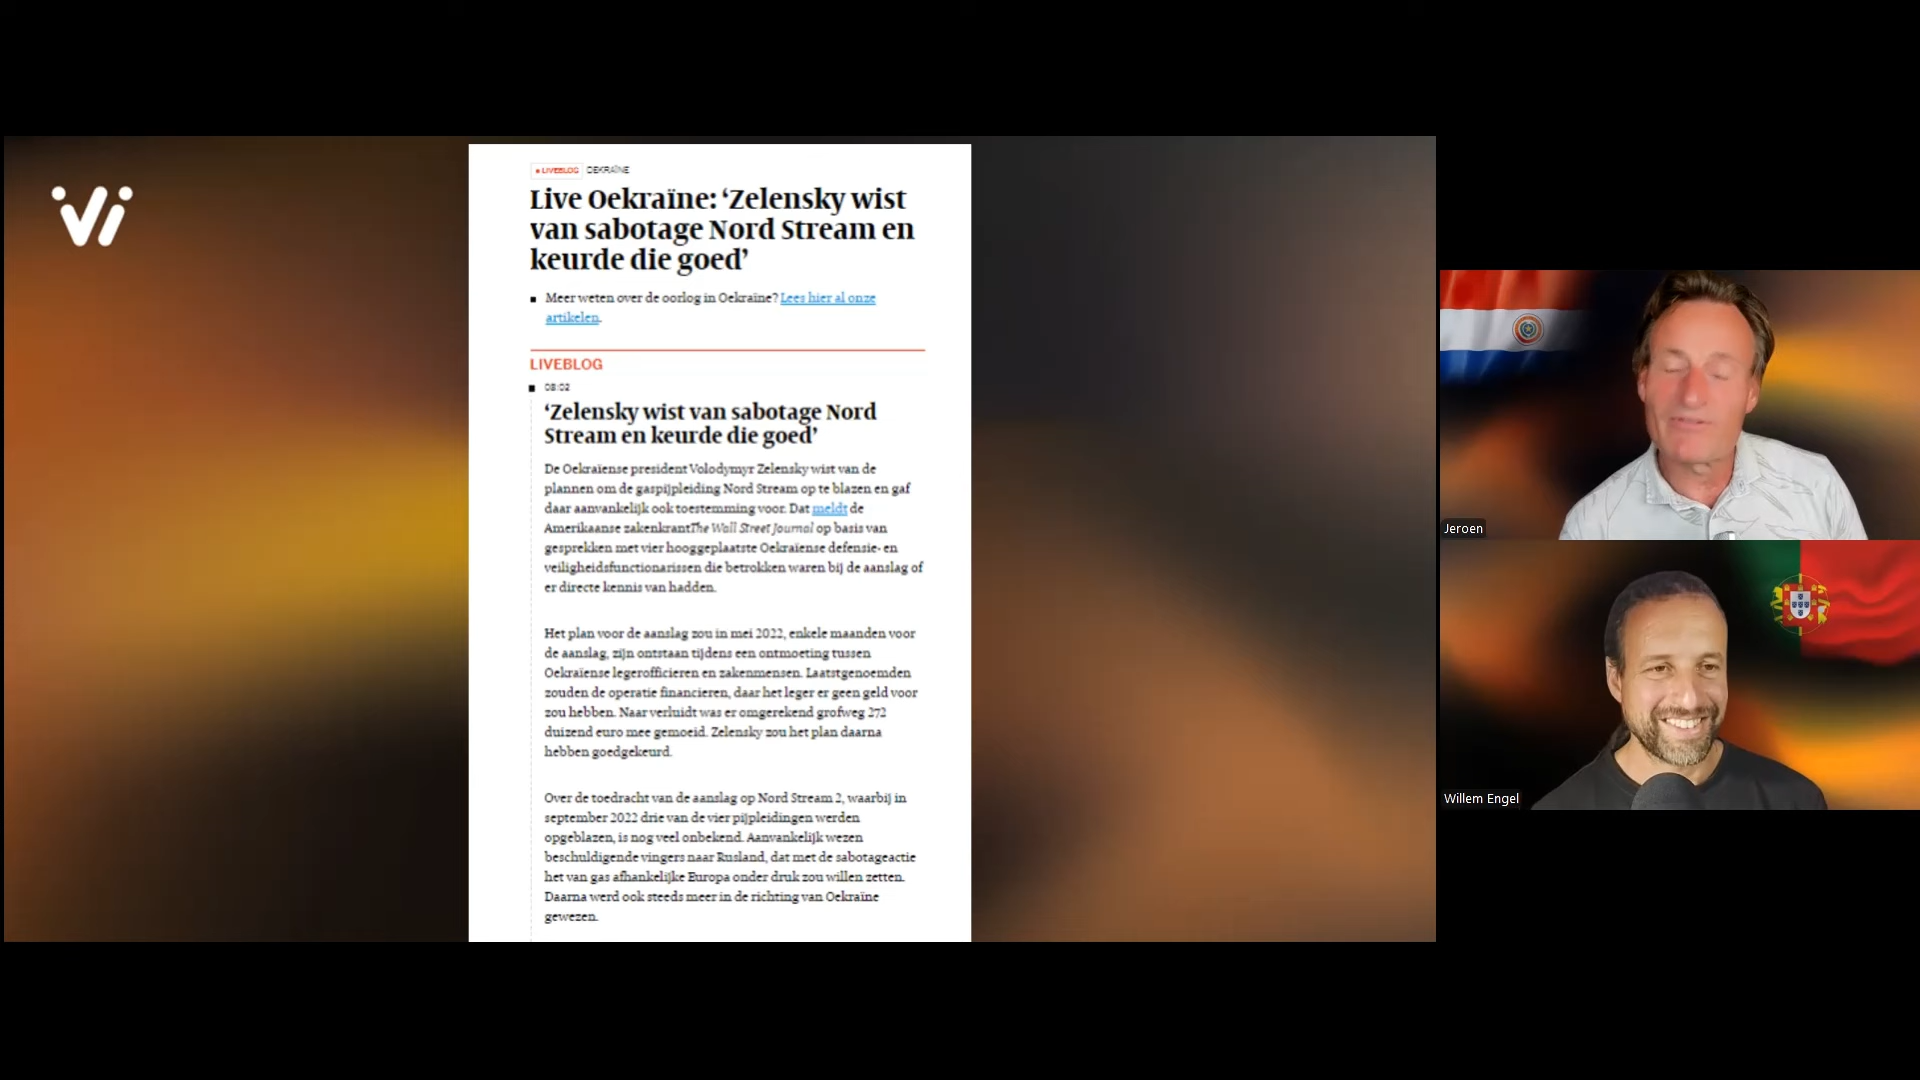 Vi
LIVEBLOG OEKRAÏNE
Live Oekraïne: ‘Zelensky wist
van sabotage Nord Stream en
keurde die goed’
Meer weten over de oorlog in Oekraïne? Lees hier al onze
artikelen.
LIVEBLOG
08:02
‘Zelensky wist van sabotage Nord
Stream en keurde die goed’
De Oekraïense president Volodymyr Zelensky wist van de
plannen om de gaspijpleiding Nord Stream op te blazen en gaf
daar aanvankelijk ook toestemming voor. Dat meldt de
Amerikaanse zakenkrantThe Wall Street Journal op basis van
gesprekken met vier hooggeplaatste Oekraïense defensie- en
veiligheidsfunctionarissen die betrokken waren bij de aanslag of
er directe kennis van hadden.
Het plan voor de aanslag zou in mei 2022, enkele maanden voor
de aanslag, zijn ontstaan tijdens een ontmoeting tussen
Oekraïense legerofficieren en zakenmensen. Laatstgenoemden
zouden de operatie financieren, daar het leger er geen geld voor
zou hebben. Naar verluidt was er omgerekend grofweg 272
duizend euro mee gemoeid. Zelensky zou het plan daarna
hebben goedgekeurd.
Over de toedracht van de aanslag op Nord Stream 2, waarbij in
september 2022 drie van de vier pijpleidingen werden
opgeblazen, is nog veel onbekend. Aanvankelijk wezen
beschuldigende vingers naar Rusland, dat met de sabotageactie
het van gas afhankelijke Europa onder druk zou willen zetten.
Daarna werd ook steeds meer in de richting van Oekraïne
gewezen.
Jeroen
Willem Engel